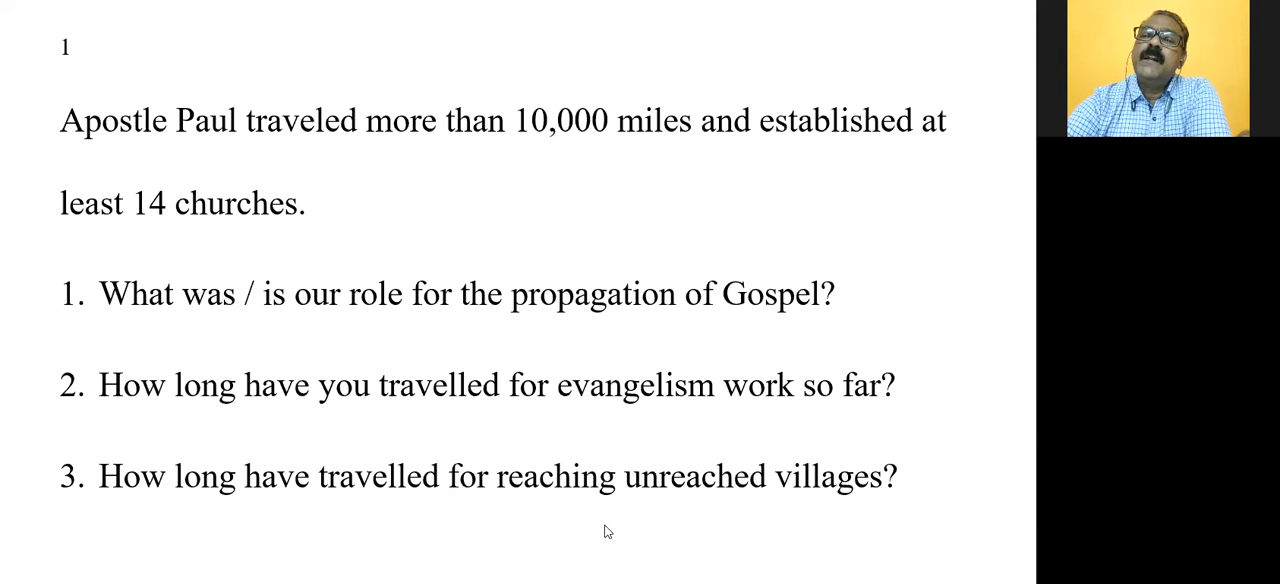 1
Apostle Paul traveled more than 10,000 miles and established at
least 14 churches.
1. What was / is our role for the propagation of Gospel?
2. How long have you travelled for evangelism work so far?
3. How long have travelled for reaching unreached villages?